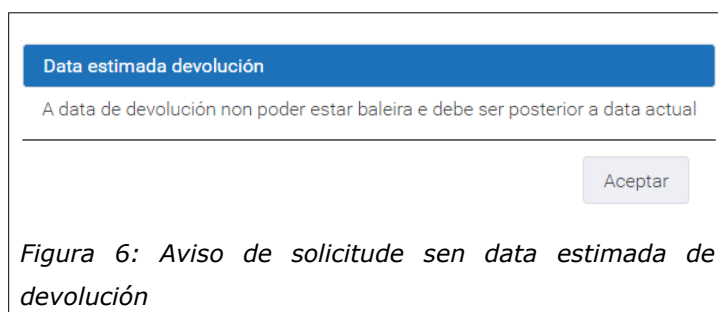 Data estimada devolución
A data de devolución non poder estar baleira e debe ser posterior a data actual
Aceptar
Figura 6: Aviso de solicitude sen data estimada de
devolución